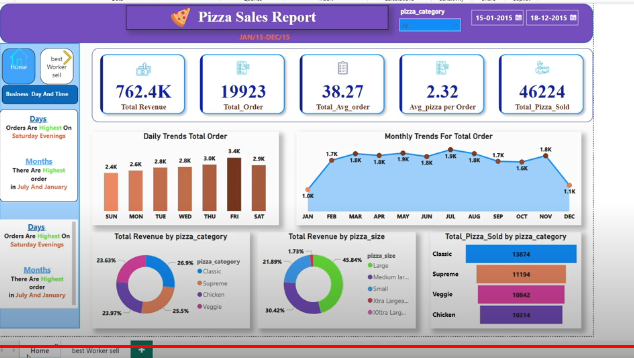 Pizza Sales Report
JAN/15-DEC/15
pizza_category
15-01-2015
18-12-2015
Home
best
Worker
sell
Business Day And Time
Days
Orders Are Highest On
Saturday Evenings
Months
There Are Highest
order
in July And January
Days
Orders Are Highest On
Saturday Evenings
Months
There Are Highest
order
in July And January
762.4K
Total Revenue
19923
Total_Order
38.27
Total_Avg_order
2.32
Avg_pizza per Order
46224
Total_Pizza_Sold
Daily Trends Total Order
2.4K 2.6K 2.8K 2.8K 3.0K 3.4K 2.9K
SUN MON TUE WED THU FRI SAT
Monthly Trends For Total Order
1.0K 1.7K 1.8K 1.8K 1.9K 1.8K 1.9K 1.8K 1.7K 1.6K 1.8K 1.1K
JAN FEB MAR APR MAY JUN JUL AUG SEP OCT NOV DEC
Total Revenue by pizza_category
23.63%
26.9%
23.97%
25.5%
pizza_category
Classic
Supreme
Chicken
Veggie
Total Revenue by pizza_size
1.73%
21.89%
45.84%
30.42%
pizza_size
Large
Medium lar...
Small
Xtra Larges...
XXtra Larg...
Total_Pizza_Sold by pizza_category
Classic 13874
Supreme 11194
Veggie
Chicken
Home
best Worker sell